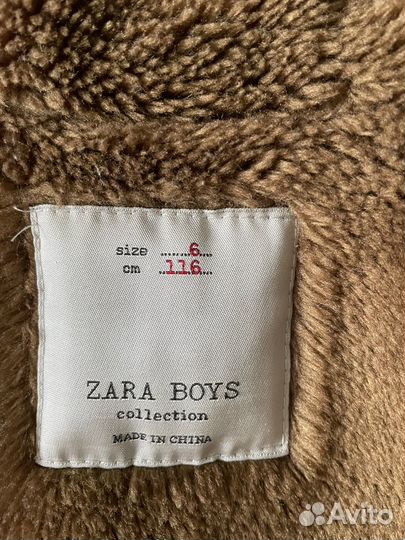 size ......6...
cm ..116..
ZARA BOYS
collection
MADE IN CHINA
Avito